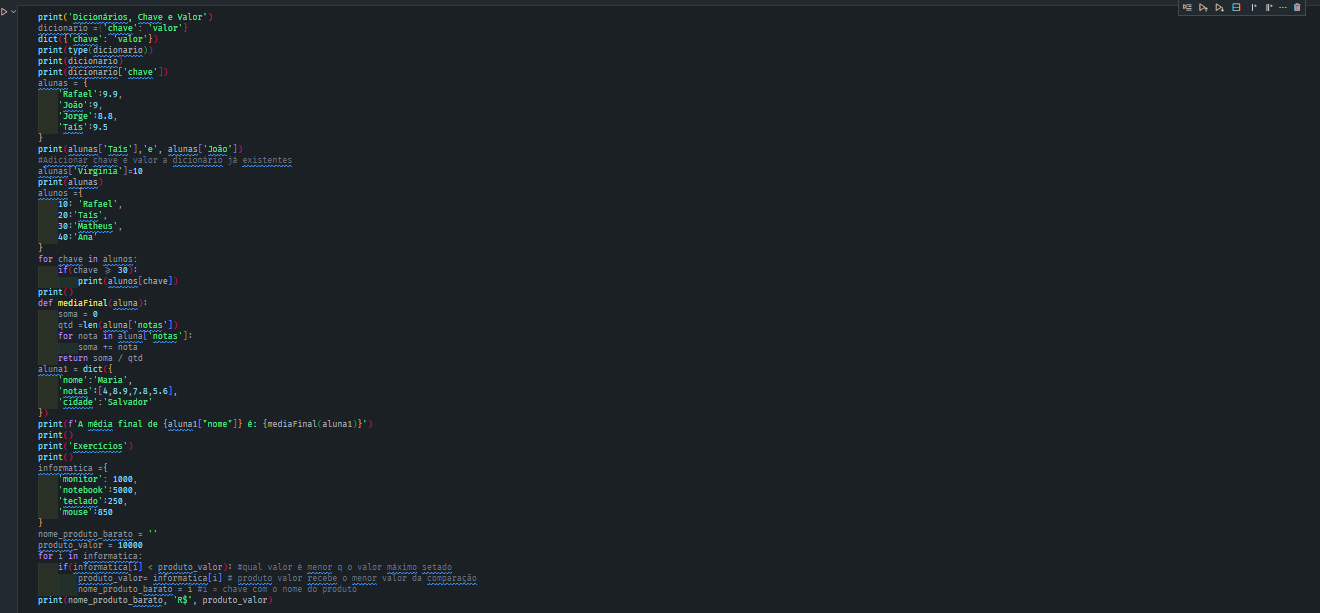 print('Dicionários, Chave e Valor')
dicionario ={'chave': 'valor'}
dict({'chave': 'valor'})
print(type(dicionario))
print(dicionario)
print(dicionario['chave'])
alunas = {
    'Rafael':9.9,
    'João':9,
    'Jorge':8.8,
    'Taís':9.5
}
print(alunas['Taís'],'e', alunas['João'])
#Adicionar chave e valor a dicionário já existentes
alunas['Virginia']=10
print(alunas)
alunos ={
    10: 'Rafael',
    20:'Taís',
    30:'Matheus',
    40:'Ana'
}
for chave in alunos:
    if(chave >= 30):
        print(alunos[chave])
print()
def mediaFinal(aluna):
    soma = 0
    qtd =len(aluna['notas'])
    for nota in aluna['notas']:
        soma += nota
    return soma / qtd
aluna1 = dict({
    'nome':'Maria',
    'notas':[4,8.9,7.8,5.6],
    'cidade':'Salvador'
})
print(f'A média final de {aluna1["nome"]} é: {mediaFinal(aluna1)}')
print()
print('Exercícios')
print()
informatica ={
    'monitor': 1000,
    'notebook':5000,
    'teclado':250,
    'mouse':850
}
nome_produto_barato = ''
produto_valor = 10000
for i in informatica:
    if(informatica[i] < produto_valor): #qual valor é menor q o valor máximo setado
        produto_valor= informatica[i] # produto valor recebe o menor valor da comparação
        nome_produto_barato = i #i = chave com o nome do produto
print(nome_produto_barato, 'R$', produto_valor)